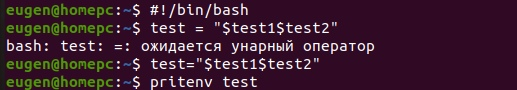 eugen@homepc:~$ #!/bin/bash
eugen@homepc:~$ test = "$test1$test2"
bash: test: =: ожидается унарный оператор
eugen@homepc:~$ test="$test1$test2"
eugen@homepc:~$ pritenv test